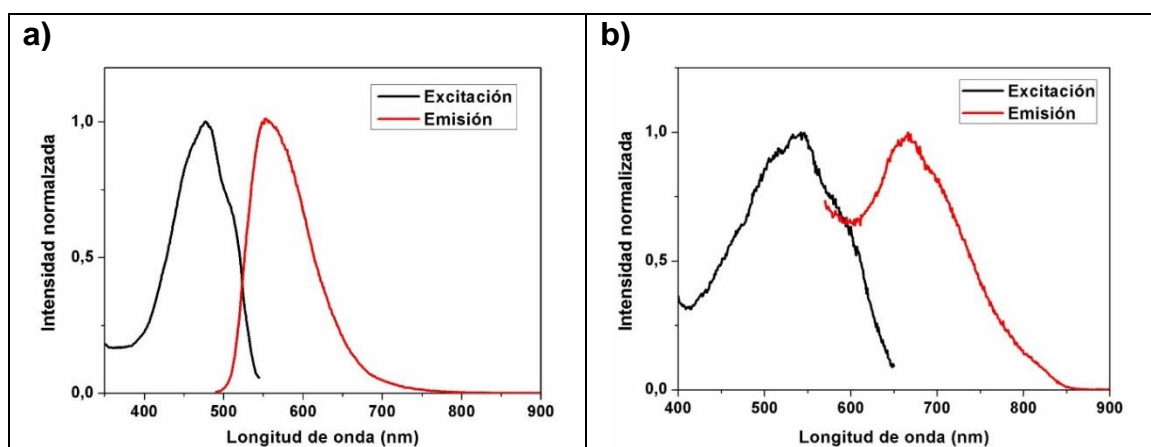 a)
Excitación
Emisión
1,0
0,5
0,0
Intensidad normalizada
400 500 600 700 800 900
Longitud de onda (nm)
b)
Excitación
Emisión
1,0
0,5
0,0
Intensidad normalizada
400 500 600 700 800 900
Longitud de onda (nm)